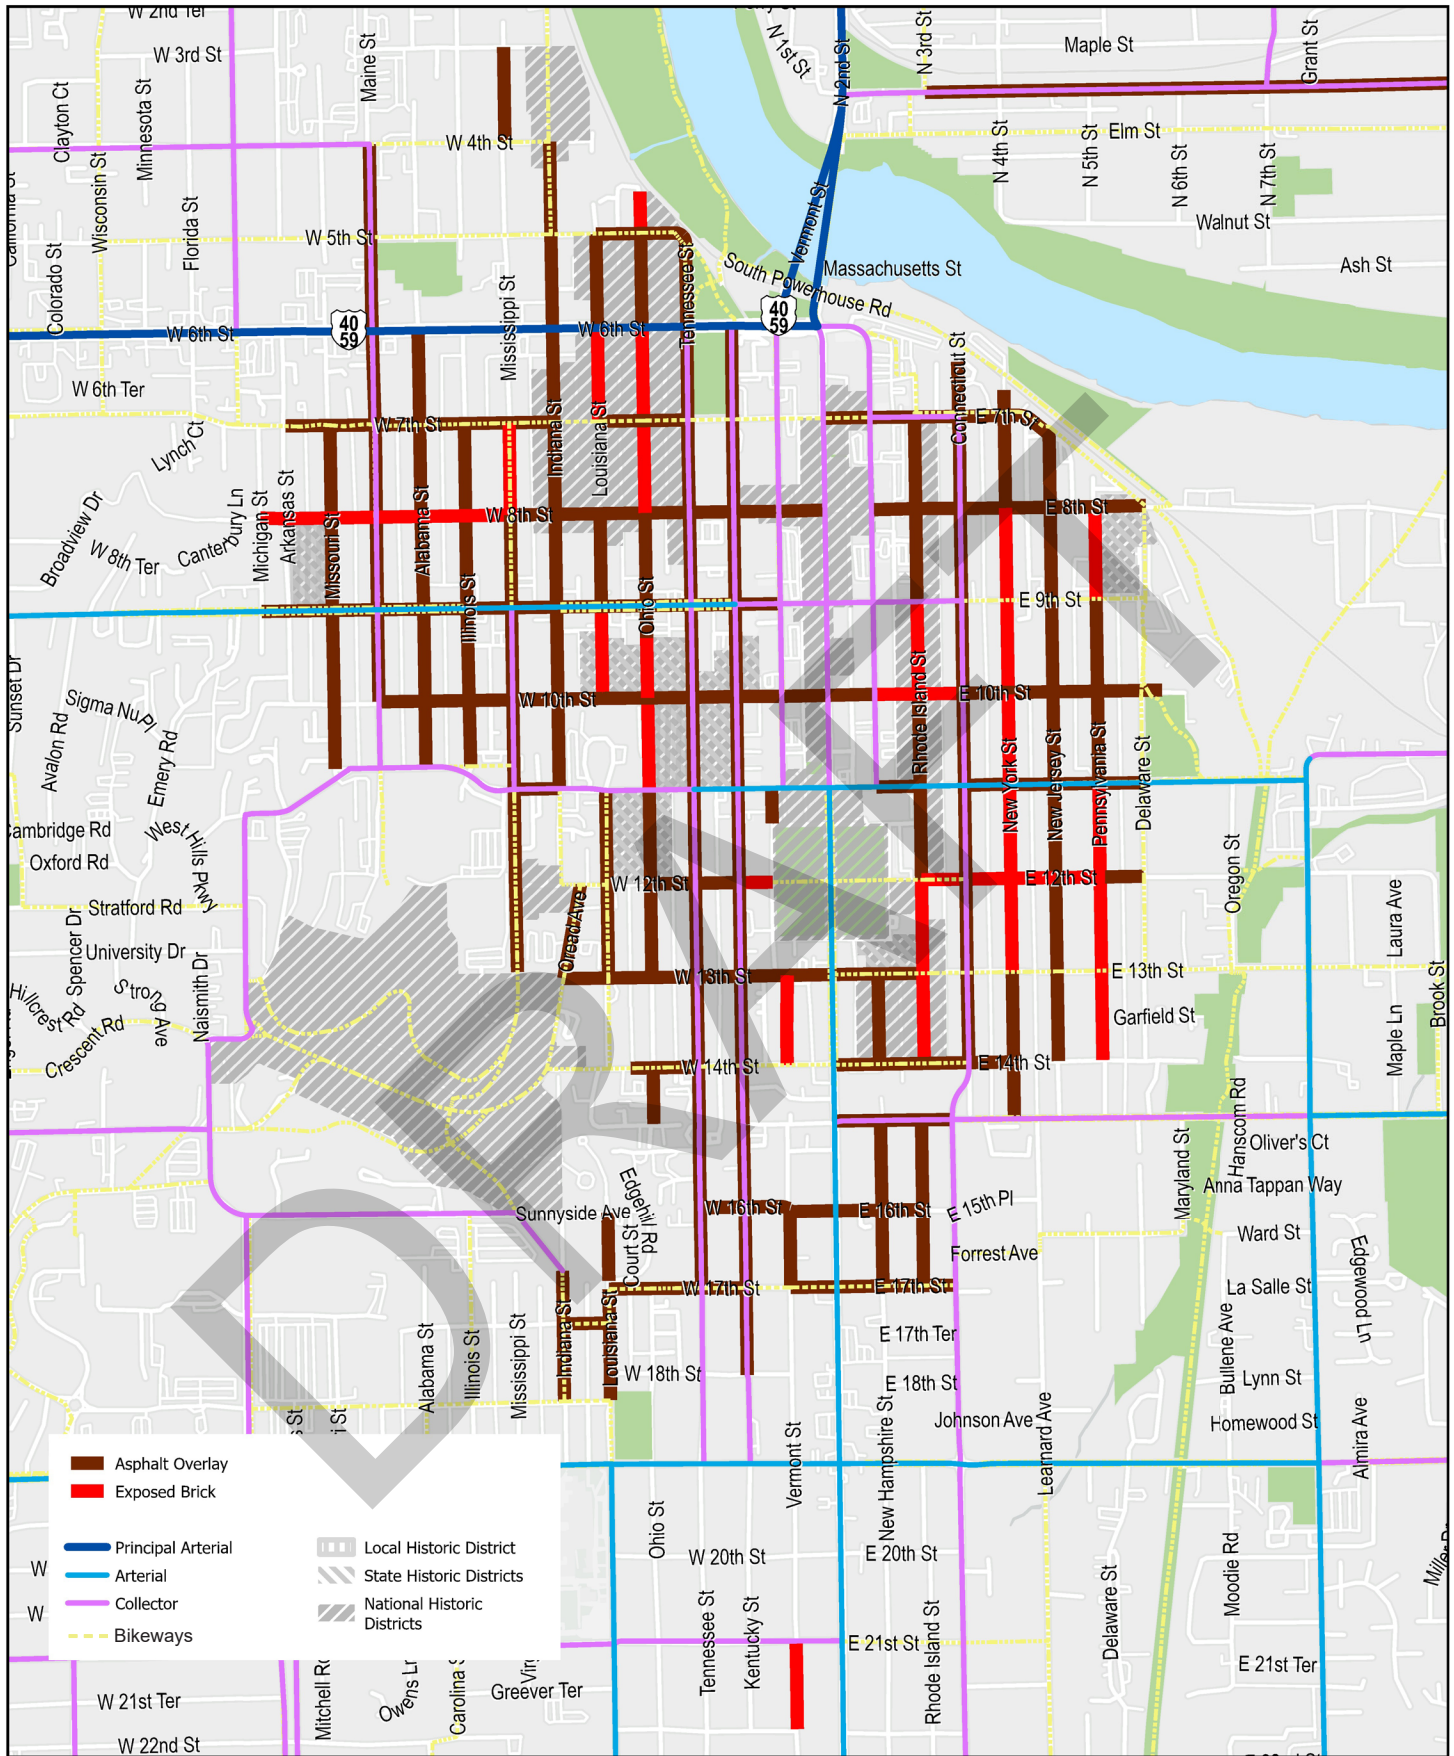 W 2nd Ter
N 1st St
N 2nd St
N 3rd St
Maple St
Grant St
W 3rd St
Maine St
Clayton Ct
Minnesota St
W 4th St
Elm St
N 4th St
N 5th St
N 6th St
N 7th St
Wisconsin St
California St
Florida St
Colorado St
W 5th St
Walnut St
Ash St
Vermont St
Massachusetts St
South Powerhouse Rd
Tennessee St
Mississippi St
40
59
40
59
W 6th St
W 6th St
W 6th Ter
Connecticut St
W 7th St
E 7th St
Indiana St
Louisiana St
Lynch Ct
Broadview Dr
Canterbury Ln
Michigan St
Arkansas St
W 8th St
E 8th St
W 8th Ter
Missouri St
Alabama St
Illinois St
Ohio St
E 9th St
Sunset Dr
Sigma Nu Pl
Avalon Rd
Emery Rd
W 10th St
E 10th St
Rhode Island St
New York St
New Jersey St
Pennsylvania St
Delaware St
Cambridge Rd
West Hills Pkwy
Oxford Rd
Oregon St
W 12th St
E 12th St
Stratford Rd
Spencer Dr
University Dr
Oread Ave
Laura Ave
Naismith Dr
Strong Ave
Hillcrest Rd
Crescent Rd
W 13th St
E 13th St
Garfield St
Brook St
Maple Ln
W 14th St
E 14th St
Hanscom Rd
Maryland St
Oliver's Ct
Anna Tappan Way
Edgehill Rd
Court St
Sunnyside Ave
W 16th St
E 16th St
E 15th Pl
Ward St
Forrest Ave
Edgewood Ln
W 17th St
E 17th St
La Salle St
Indiana St
Louisiana St
Alabama St
Illinois St
Mississippi St
E 17th Ter
Bullene Ave
W 18th St
E 18th St
Lynn St
Johnson Ave
Homewood St
Learnard Ave
Almira Ave
Vermont St
New Hampshire St
DRAFT
Asphalt Overlay
Exposed Brick
Principal Arterial
Arterial
Collector
Bikeways
Local Historic District
State Historic Districts
National Historic
Districts
W
W
Ohio St
W 20th St
E 20th St
Moodie Rd
Delaware St
Tennessee St
Kentucky St
Rhode Island St
E 21st St
E 21st Ter
W 21st Ter
Mitchell Rd
Owens Ln
Carolina S
Greever Ter
W 22nd St